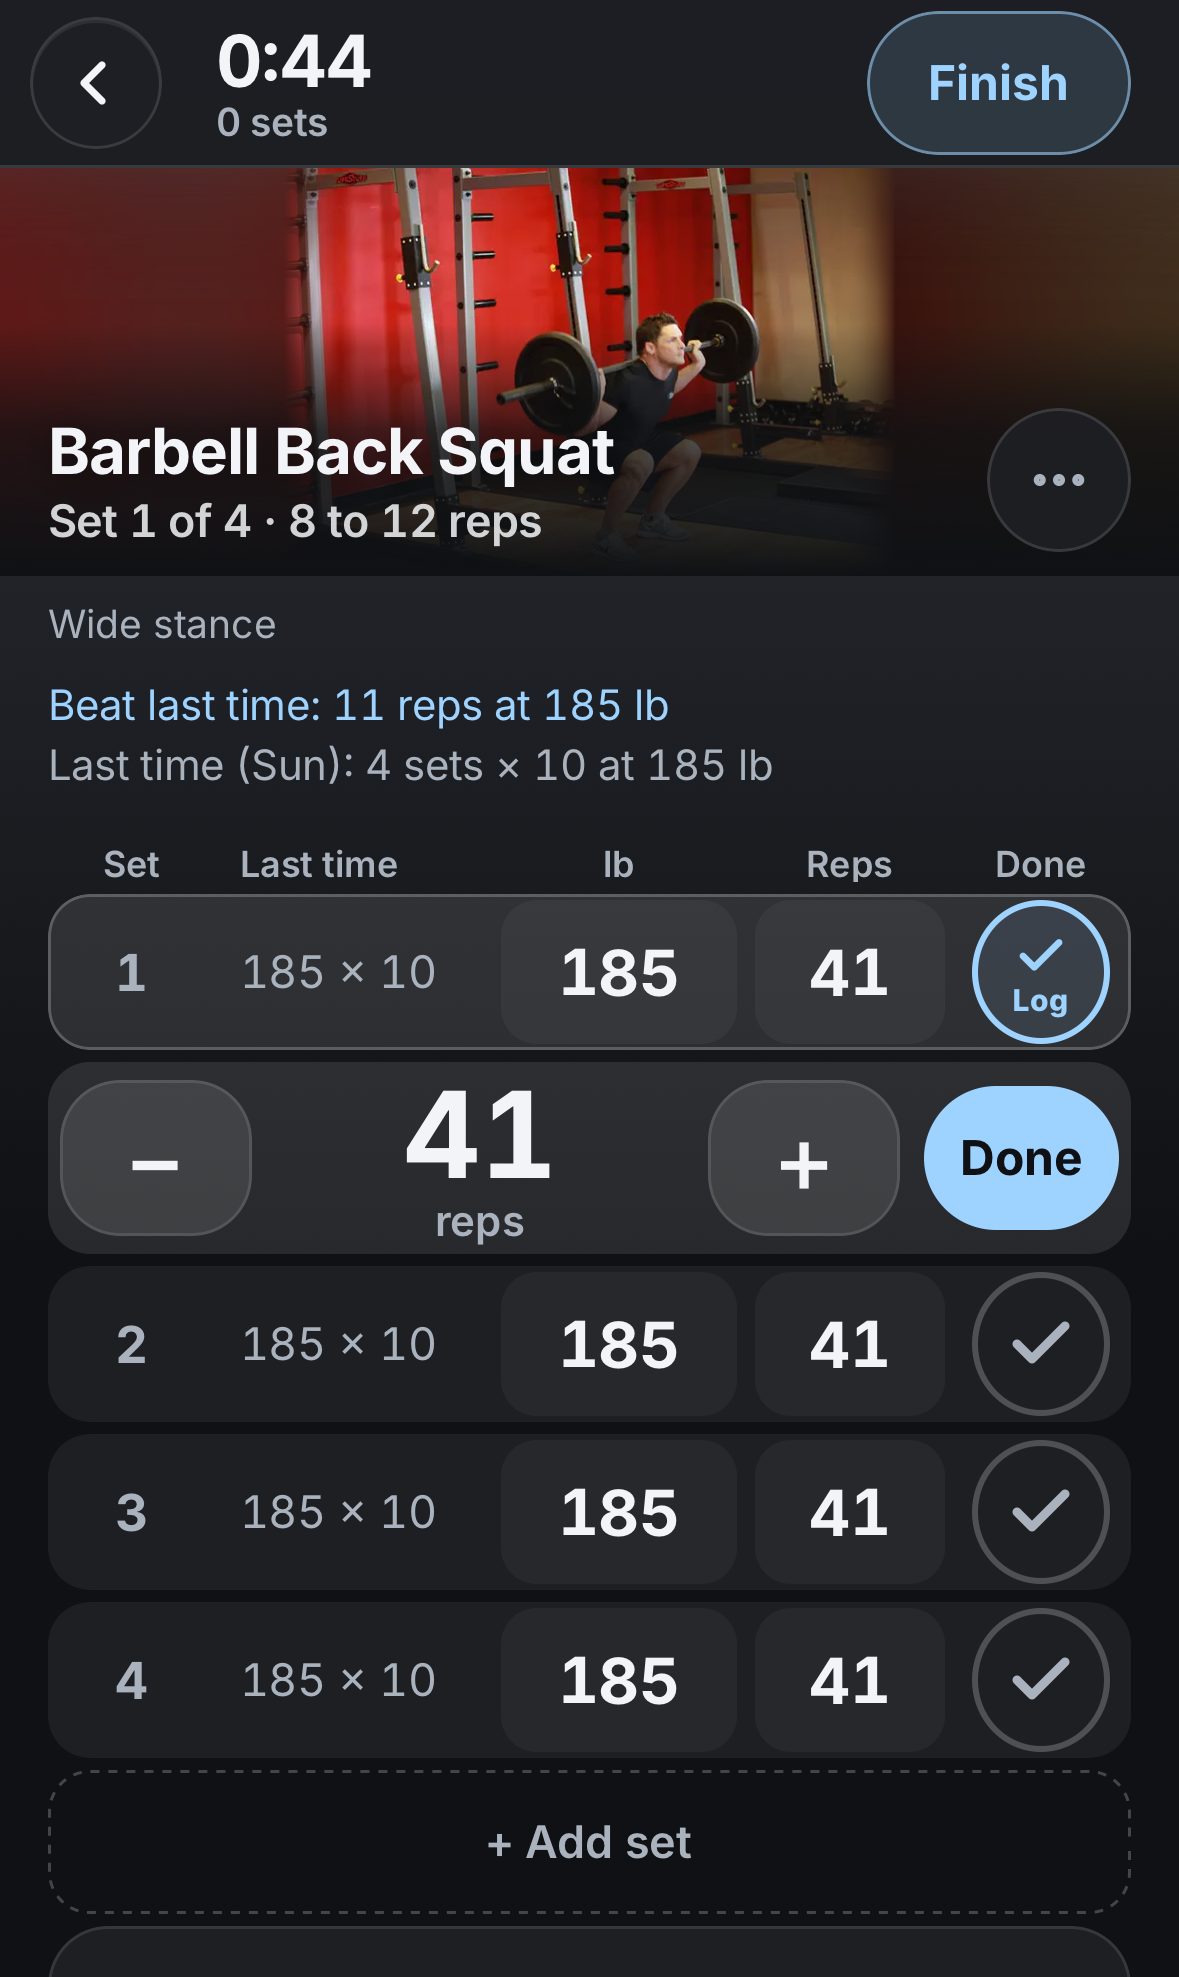 0:44
0 sets
Finish
Barbell Back Squat
Set 1 of 4 · 8 to 12 reps
Wide stance
Beat last time: 11 reps at 185 lb
Last time (Sun): 4 sets × 10 at 185 lb
Set Last time lb Reps Done
1 185 × 10 185 41 Log
− 41 + Done
reps
2 185 × 10 185 41
3 185 × 10 185 41
4 185 × 10 185 41
+ Add set